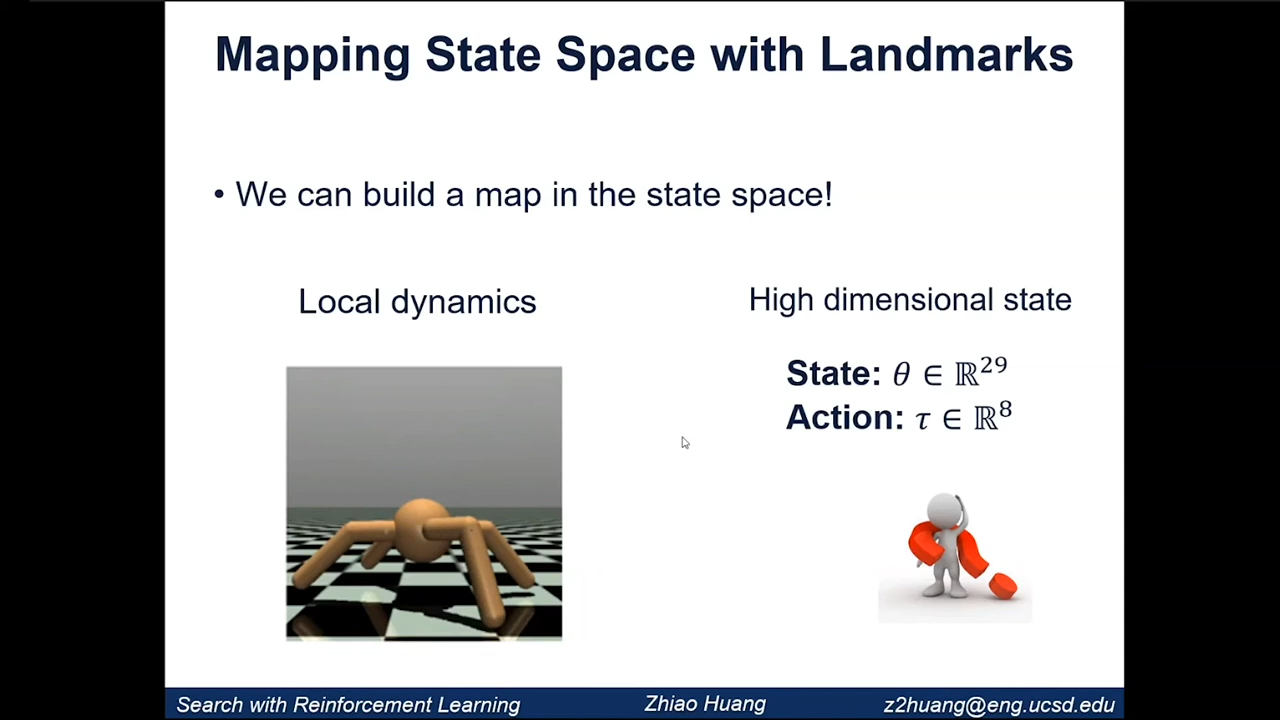 Mapping State Space with Landmarks
• We can build a map in the state space!
Local dynamics
High dimensional state
State: θ ∈ ℝ²⁹
Action: τ ∈ ℝ⁸
Search with Reinforcement Learning
Zhiao Huang
z2huang@eng.ucsd.edu